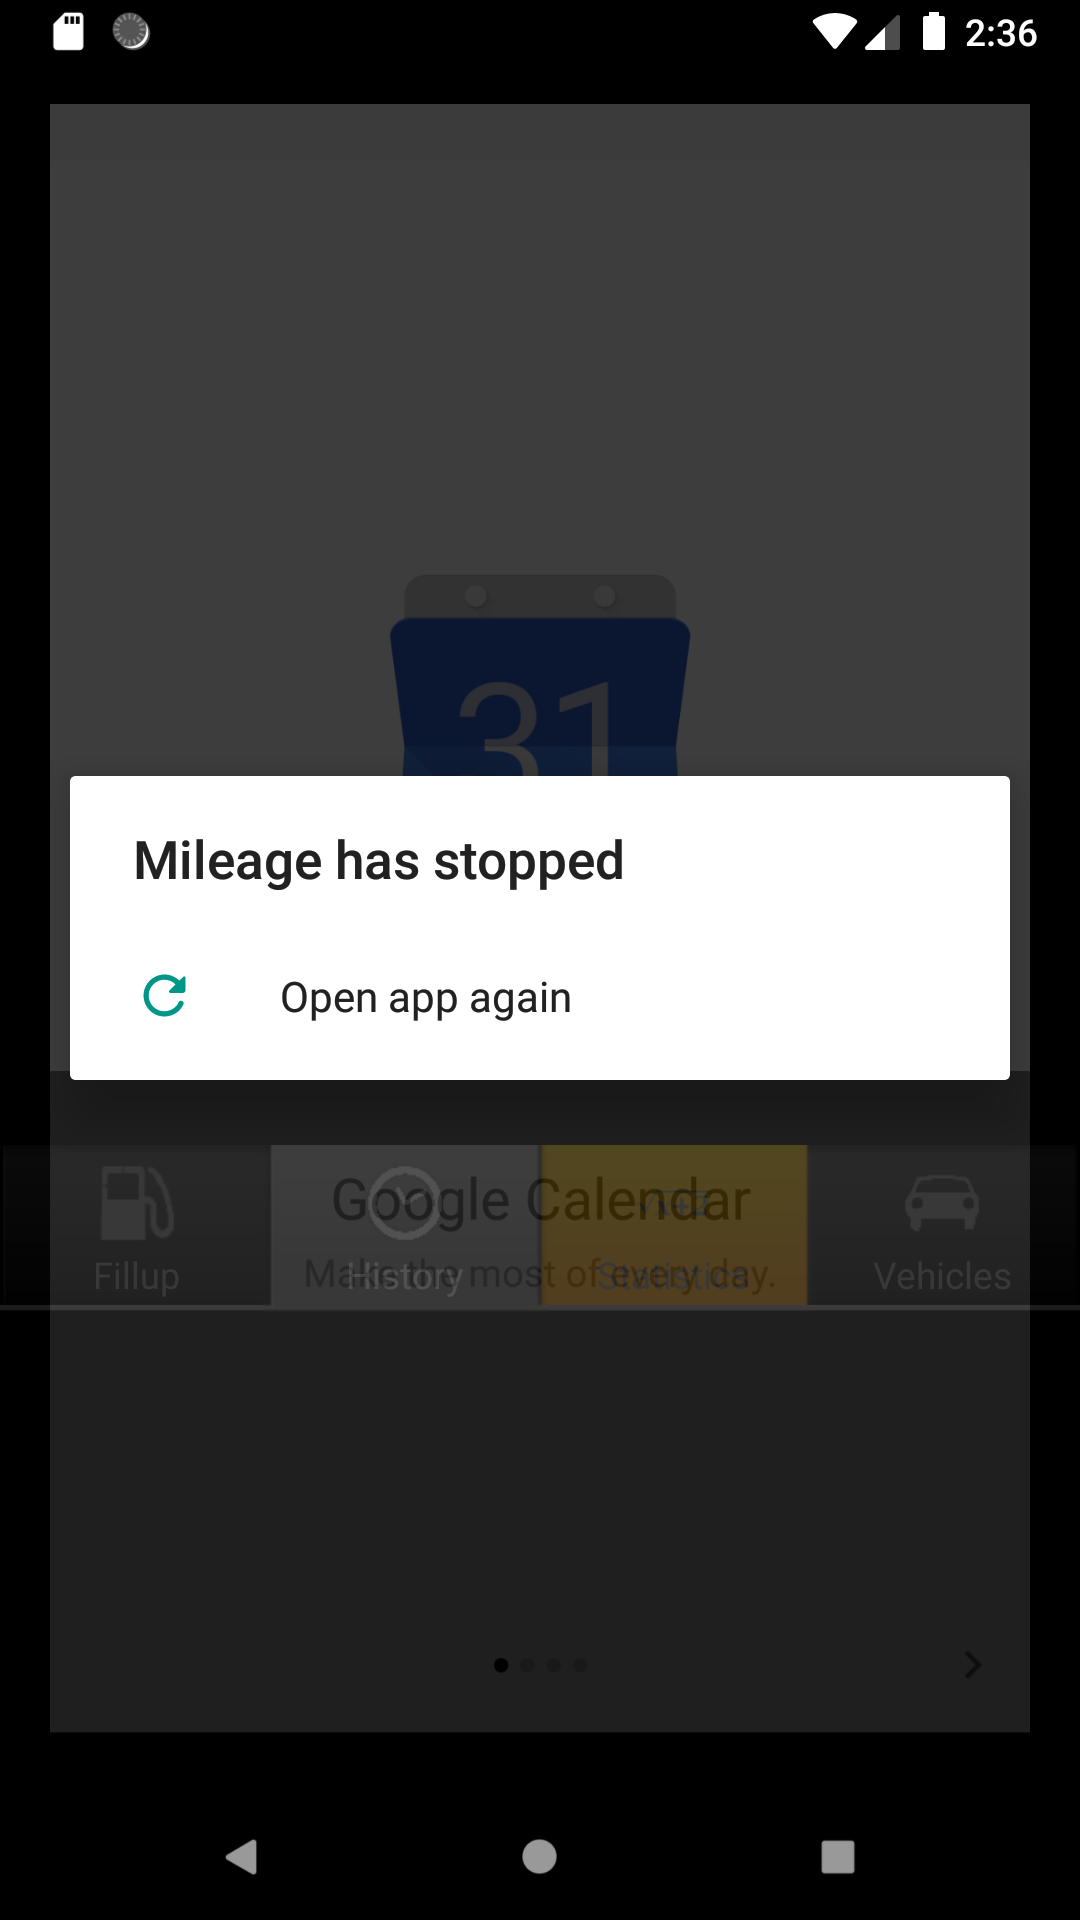 2:36
31
Mileage has stopped
Open app again
Google Calendar
Make the most of every day.
Fillup
History
Statistics
Vehicles